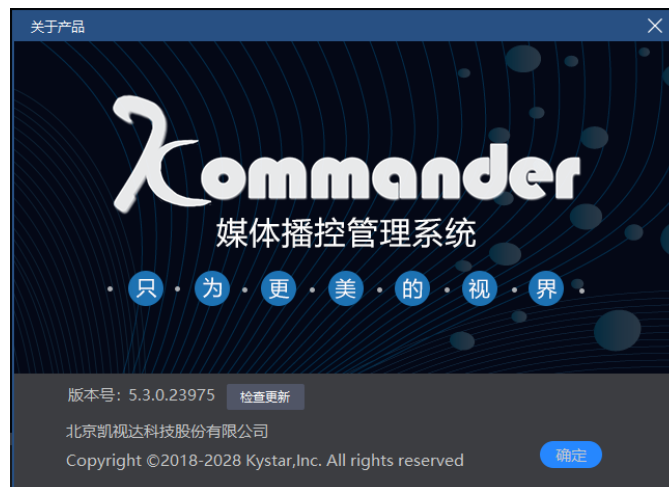 关于产品
Kommander
媒体播控管理系统
·只·为·更·美·的·视·界·
版本号：5.3.0.23975 检查更新
北京凯视达科技股份有限公司
Copyright ©2018-2028 Kystar,Inc. All rights reserved
确定